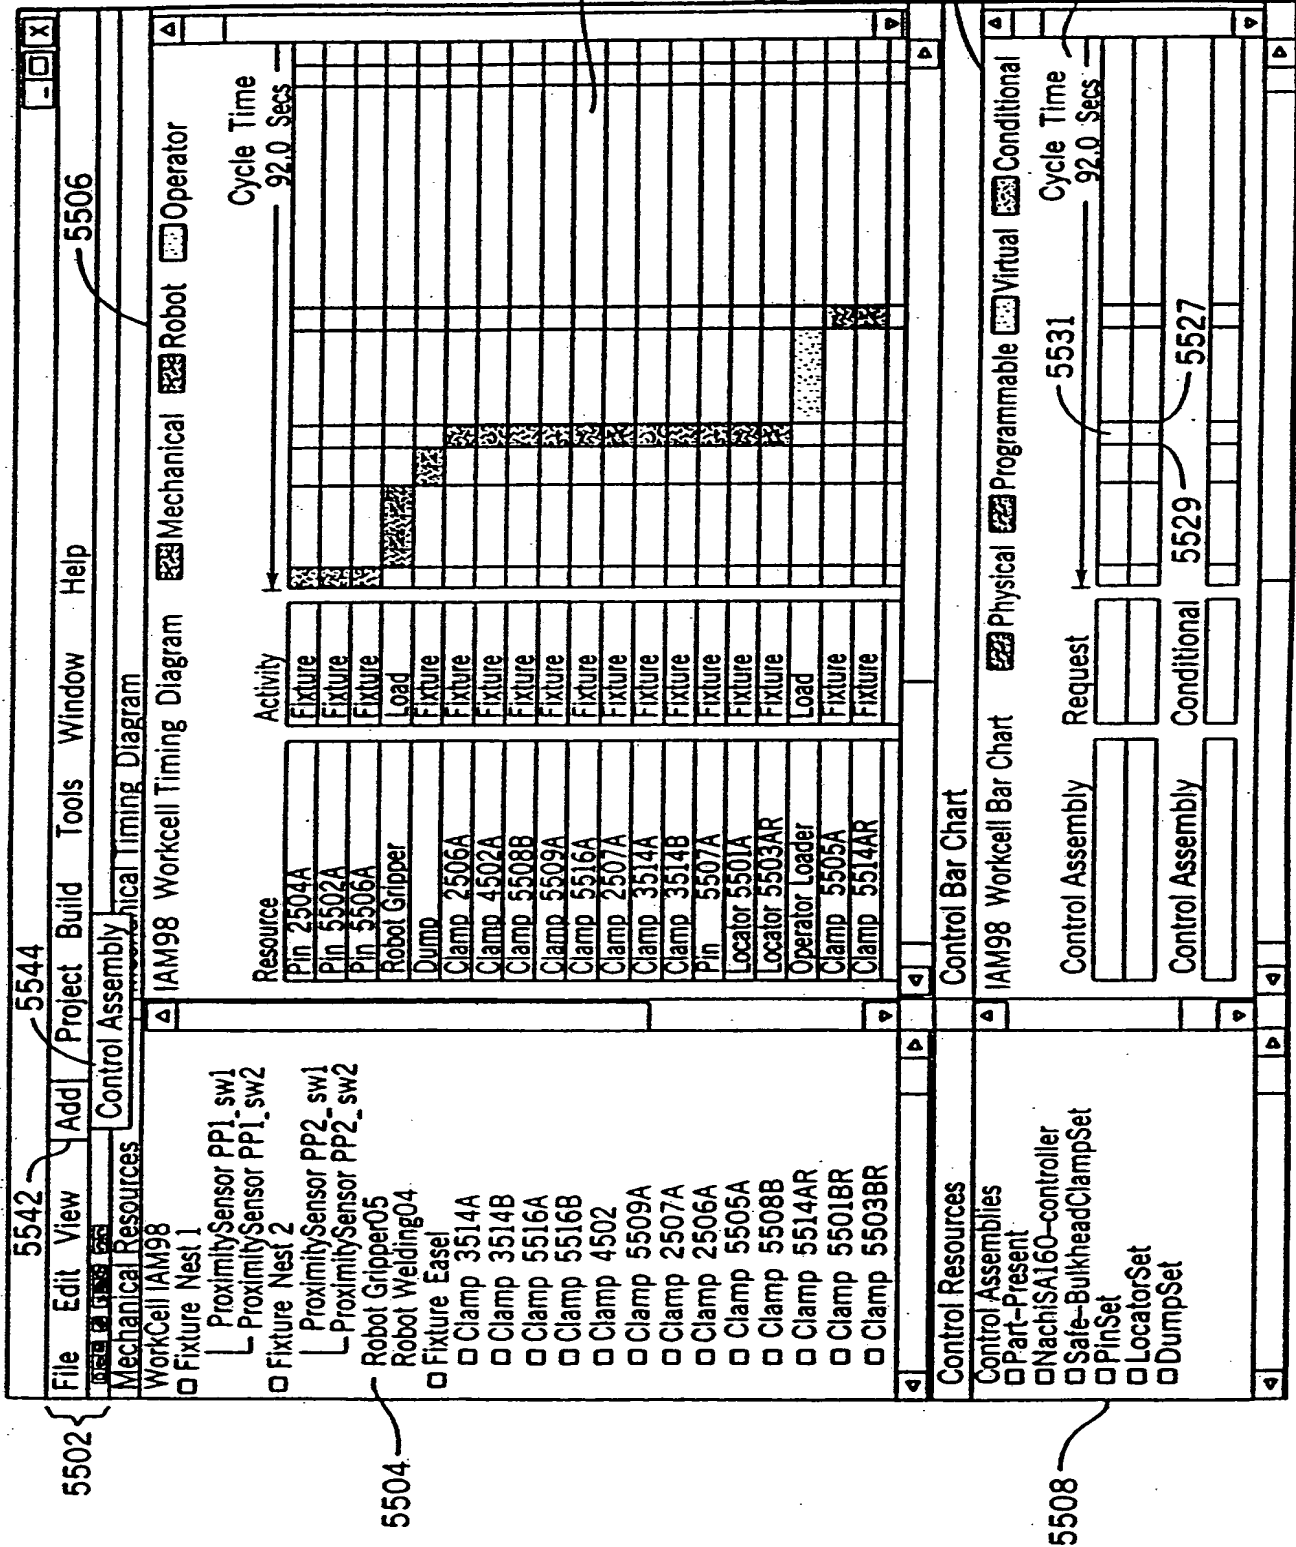 5542
5544
5502
File Edit View Add Project Build Tools Window Help
Control Assembly
5506
Mechanical Resources
Timing Diagram
WorkCell IAM98
Fixture Nest 1
ProximitySensor PP1_sw1
ProximitySensor PP1_sw2
Fixture Nest 2
ProximitySensor PP2_sw1
ProximitySensor PP2_sw2
Robot Gripper05
Robot Welding04
Fixture Easel
Clamp 3514A
Clamp 3514B
Clamp 5516A
Clamp 5516B
Clamp 4502
Clamp 5509A
Clamp 2507A
Clamp 2506A
Clamp 5505A
Clamp 5508B
Clamp 5514AR
Clamp 5501BR
Clamp 5503BR
5504
IAM98 Workcell Timing Diagram Mechanical Robot Operator
Cycle Time
92.0 Secs
Resource Activity
Pin 2504A Fixture
Pin 5502A Fixture
Pin 5506A Fixture
Robot Gripper Load
Dump Fixture
Clamp 2506A Fixture
Clamp 4502A Fixture
Clamp 5508B Fixture
Clamp 5509A Fixture
Clamp 5516A Fixture
Clamp 2507A Fixture
Clamp 3514A Fixture
Clamp 3514B Fixture
Pin 5507A Fixture
Locator 5501A Fixture
Locator 5503AR Fixture
Operator Loader Load
Clamp 5505A Fixture
Clamp 5514AR Fixture
Control Resources
Control Assemblies
Part-Present
NachiSA160-controller
Safe-BulkheadClampSet
PinSet
LocatorSet
DumpSet
5508
Control Bar Chart
IAM98 Workcell Bar Chart Physical Programmable Virtual Conditional
5531
Cycle Time
92.0 Secs
Control Assembly Request
5529
5527
Control Assembly Conditional